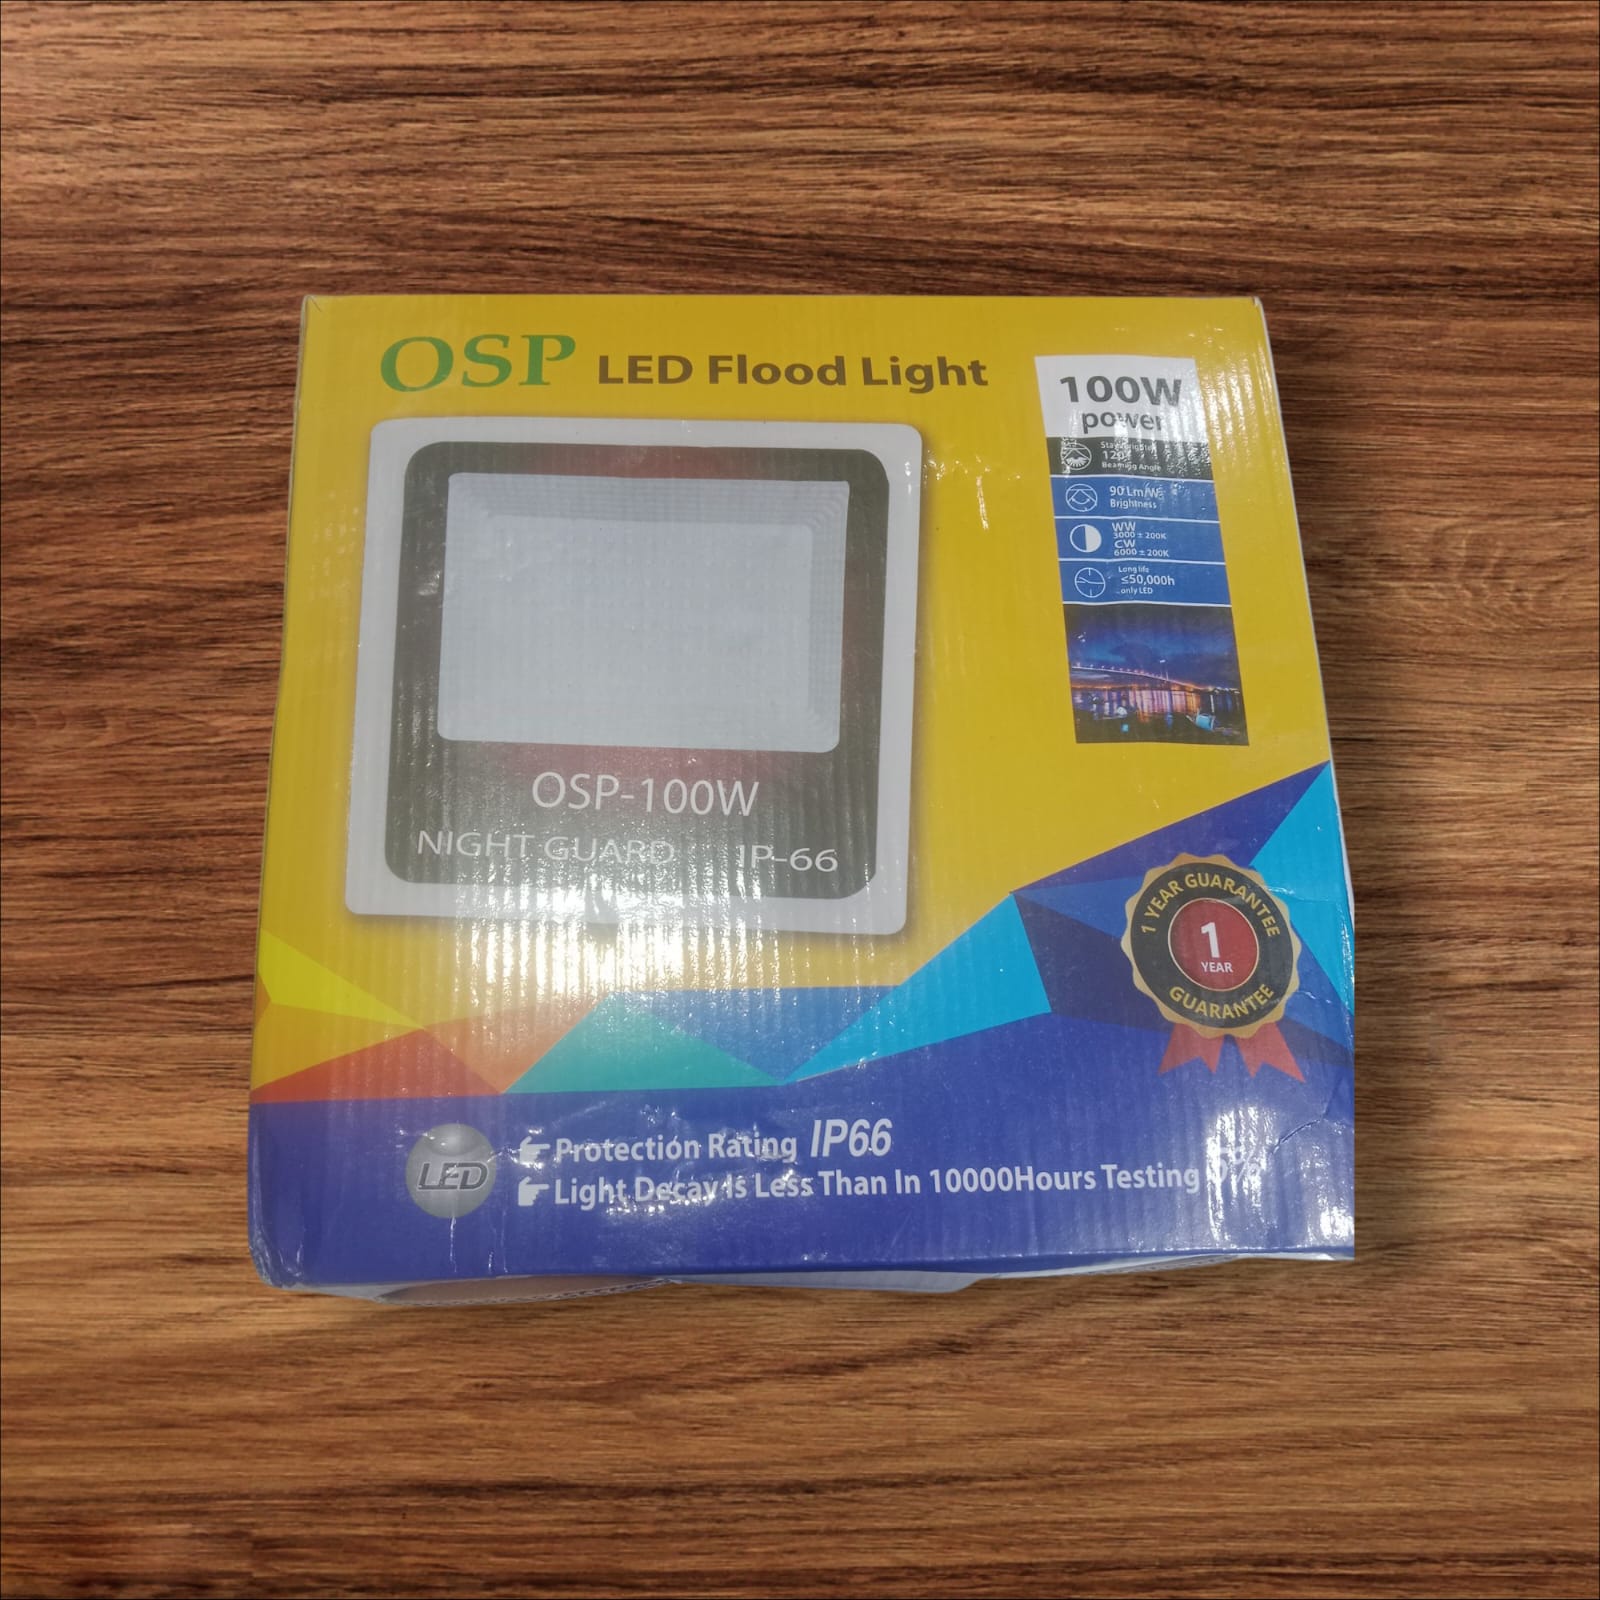 OSP LED Flood Light
100W
power
120°
Beaming Angle
90 Lm/W
Brightness
WW
3000 ± 200K
CW
6000 ± 200K
Long life
≤50,000h
only LED
OSP-100W
NIGHT GUARD IP-66
1 YEAR GUARANTEE
1
YEAR
GUARANTEE
LED
Protection Rating IP66
Light Decay Is Less Than In 10000Hours Testing